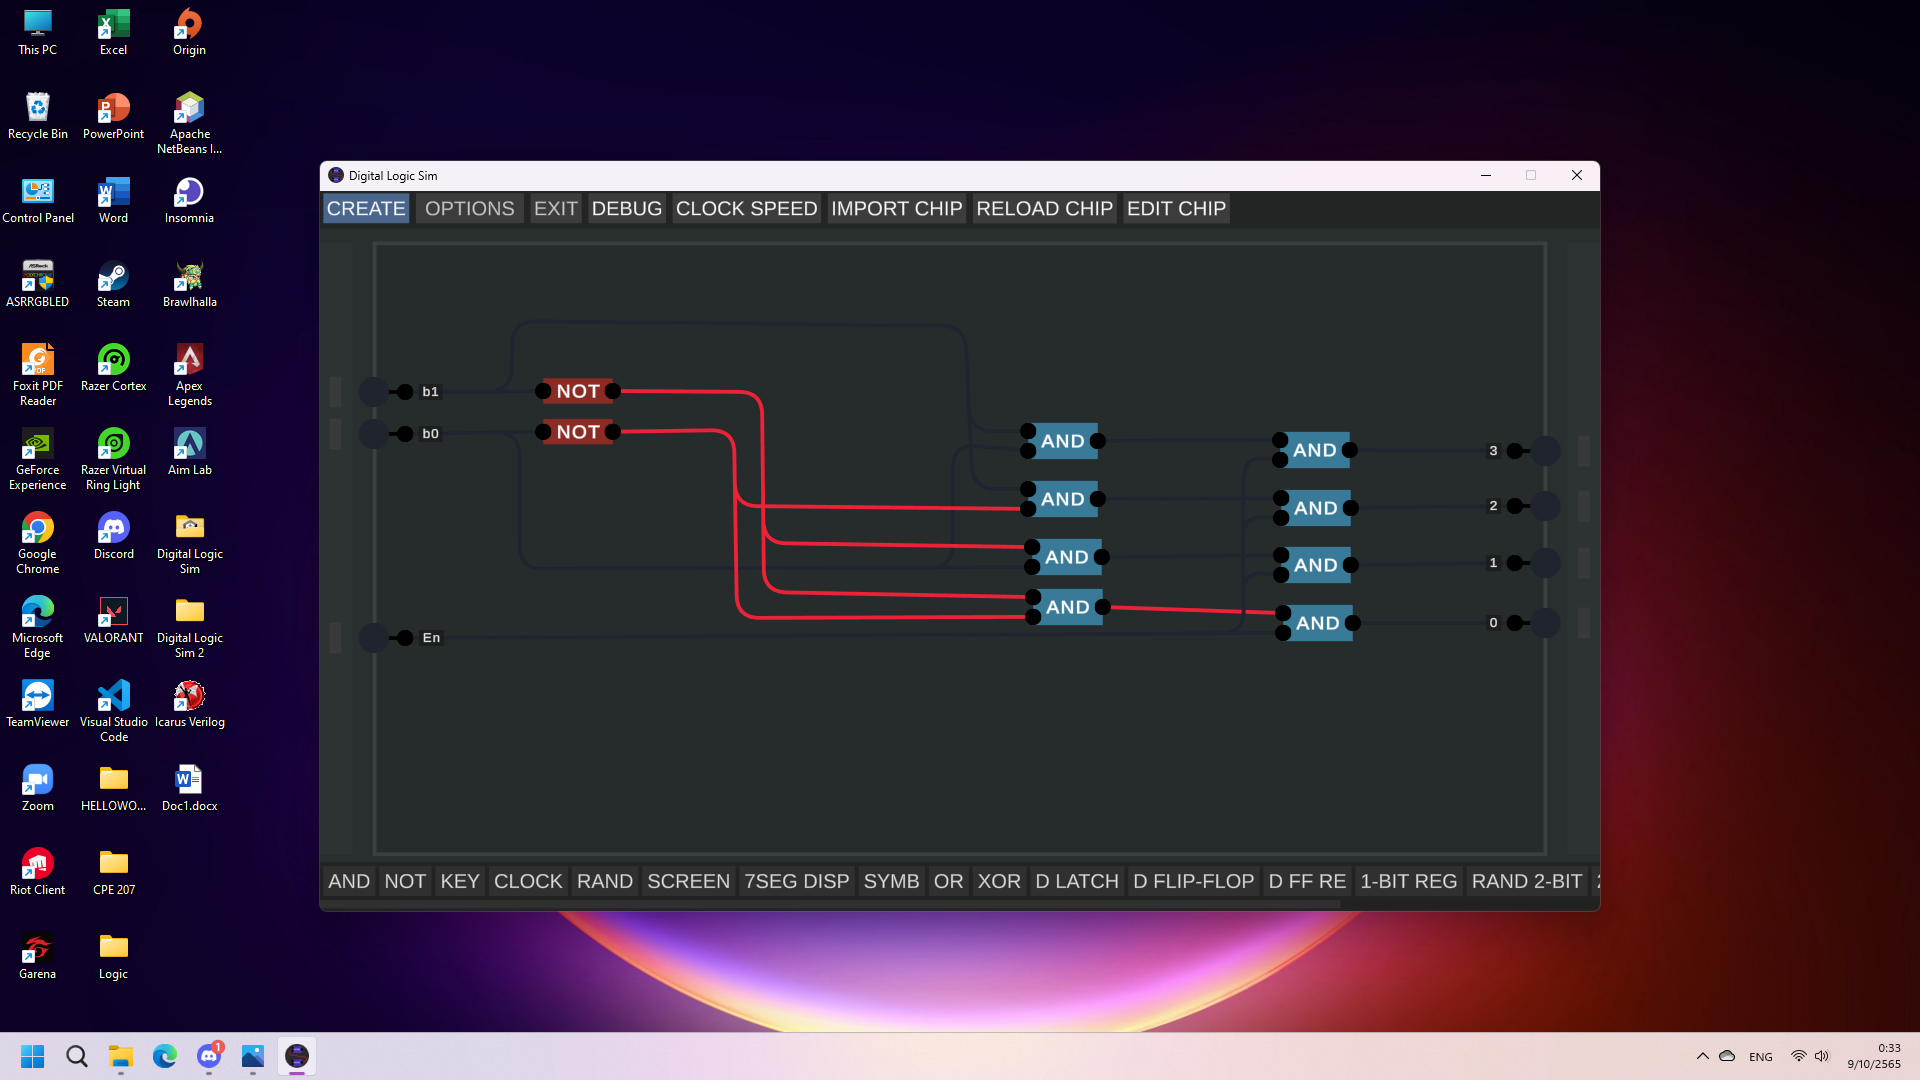 This PC
Excel
Origin
Recycle Bin
PowerPoint
Apache
NetBeans I...
Control Panel
Word
Insomnia
ASRRGBLED
Steam
Brawlhalla
Foxit PDF
Reader
Razer Cortex
Apex
Legends
GeForce
Experience
Razer Virtual
Ring Light
Aim Lab
Google
Chrome
Discord
Digital Logic
Sim
Microsoft
Edge
VALORANT
Digital Logic
Sim 2
TeamViewer
Visual Studio
Code
Icarus Verilog
Zoom
HELLOWO...
Doc1.docx
Riot Client
CPE 207
Garena
Logic
Digital Logic Sim
CREATE OPTIONS EXIT DEBUG CLOCK SPEED IMPORT CHIP RELOAD CHIP EDIT CHIP
b1
NOT
b0
NOT
AND
AND
3
AND
AND
2
AND
AND
1
AND
AND
0
En
AND NOT KEY CLOCK RAND SCREEN 7SEG DISP SYMB OR XOR D LATCH D FLIP-FLOP D FF RE 1-BIT REG RAND 2-BIT
1
ENG
0:33
9/10/2565